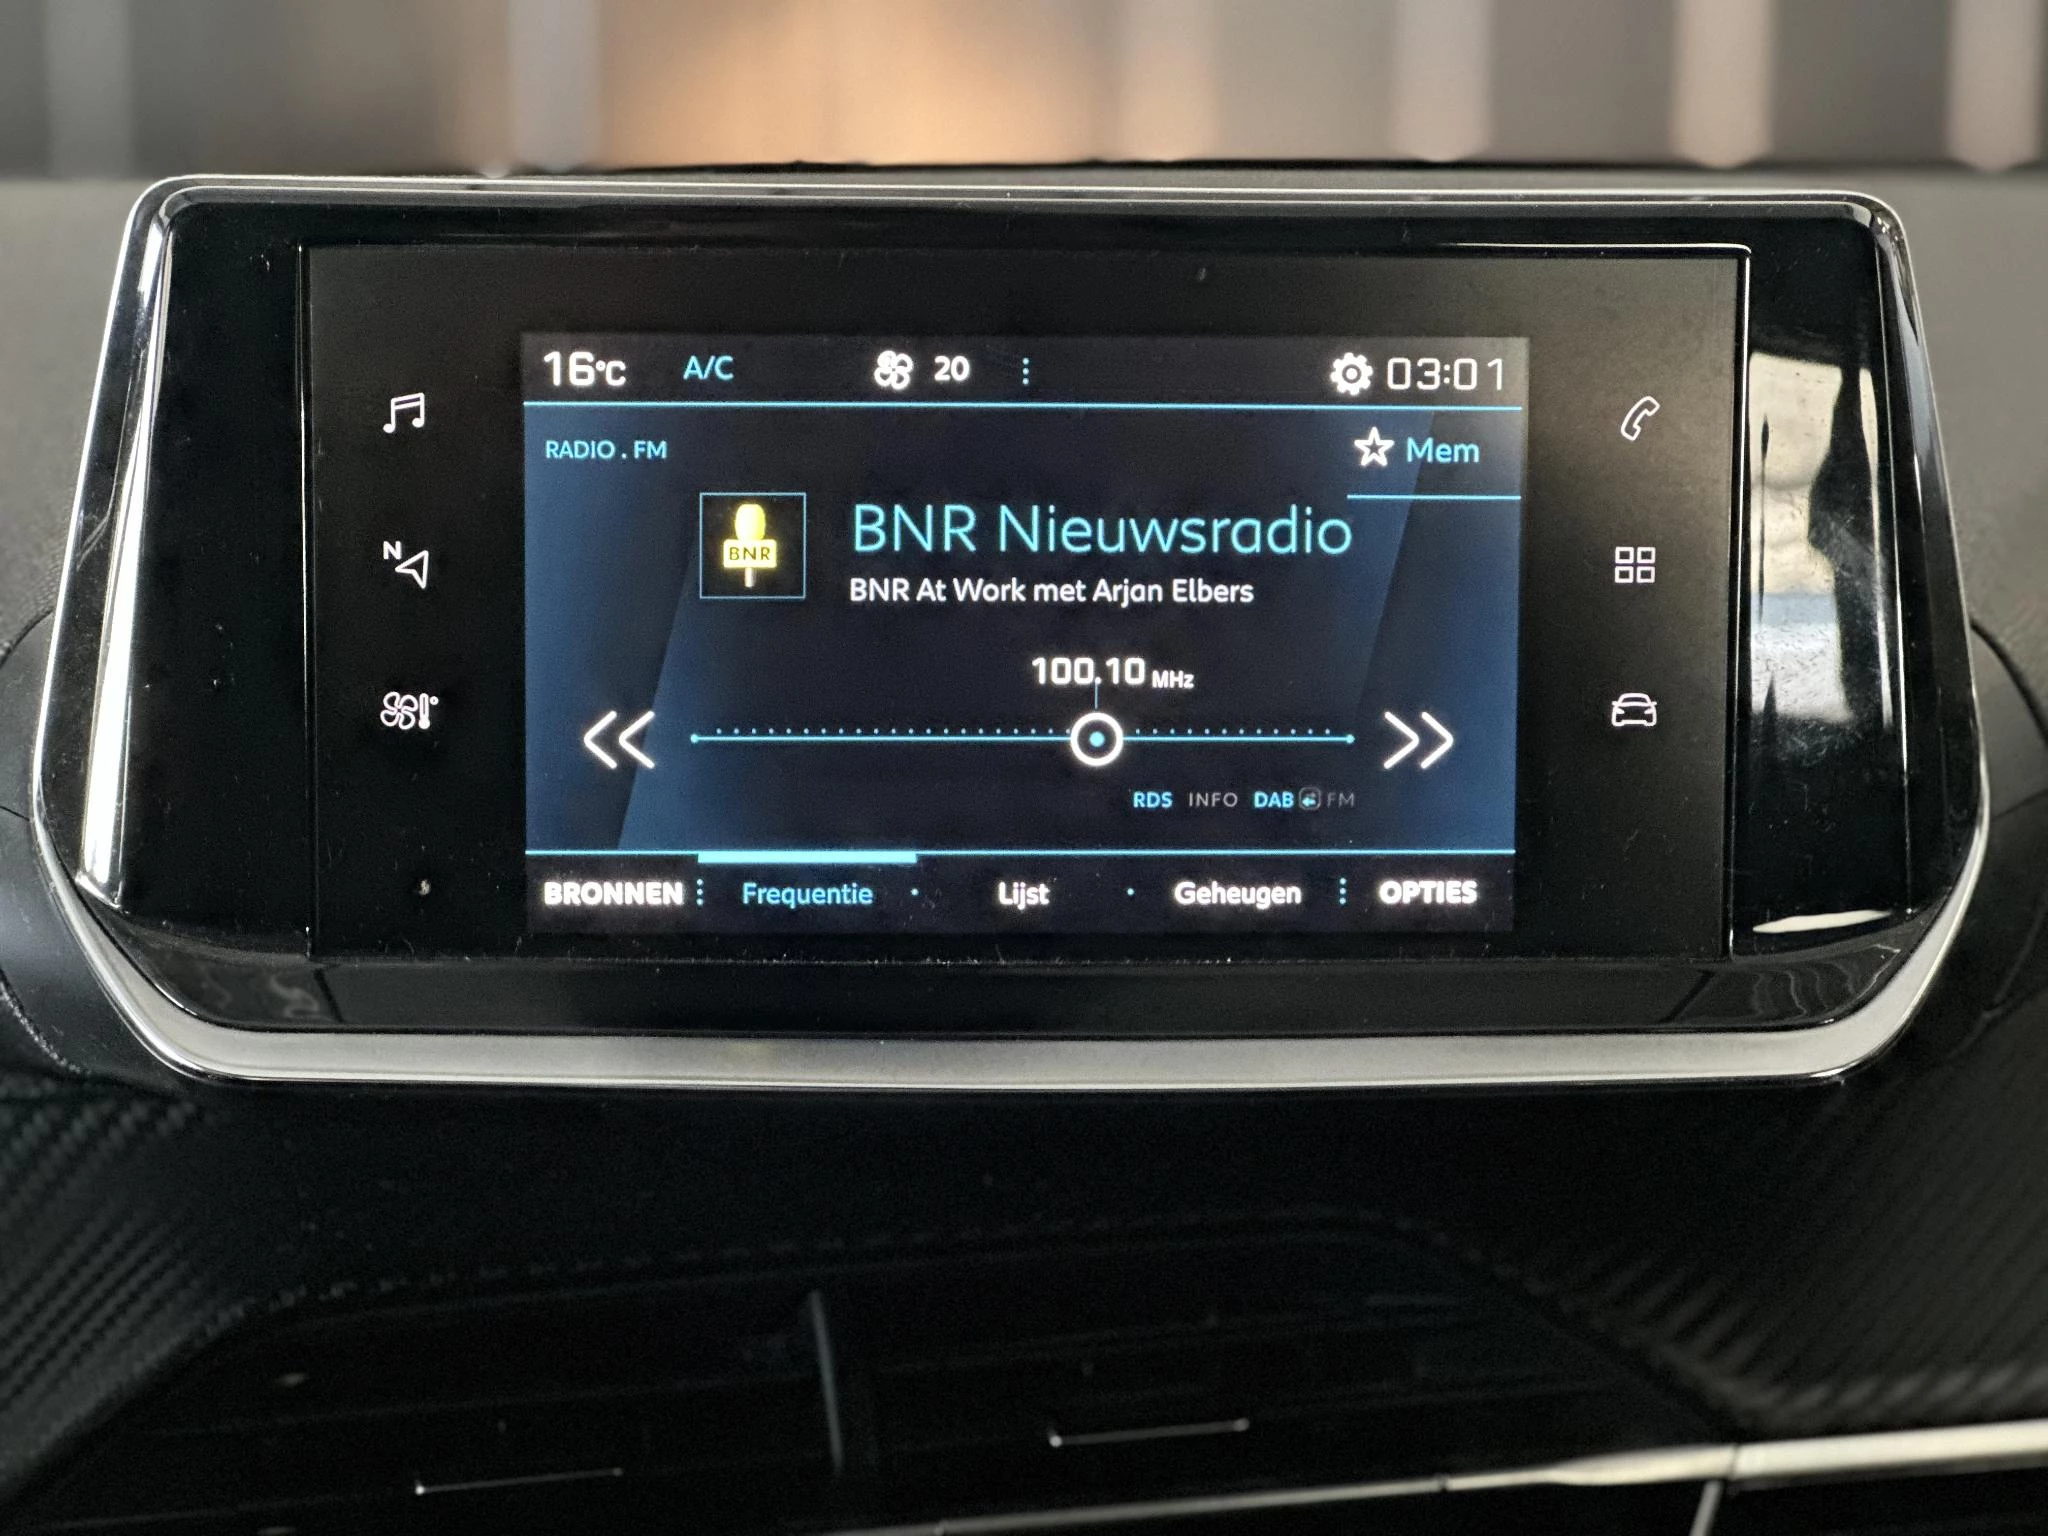 16°C A/C 20 03:01
RADIO . FM
Mem
BNR
BNR Nieuwsradio
BNR At Work met Arjan Elbers
N
100.10 MHz
RDS INFO DAB FM
BRONNEN Frequentie Lijst Geheugen OPTIES